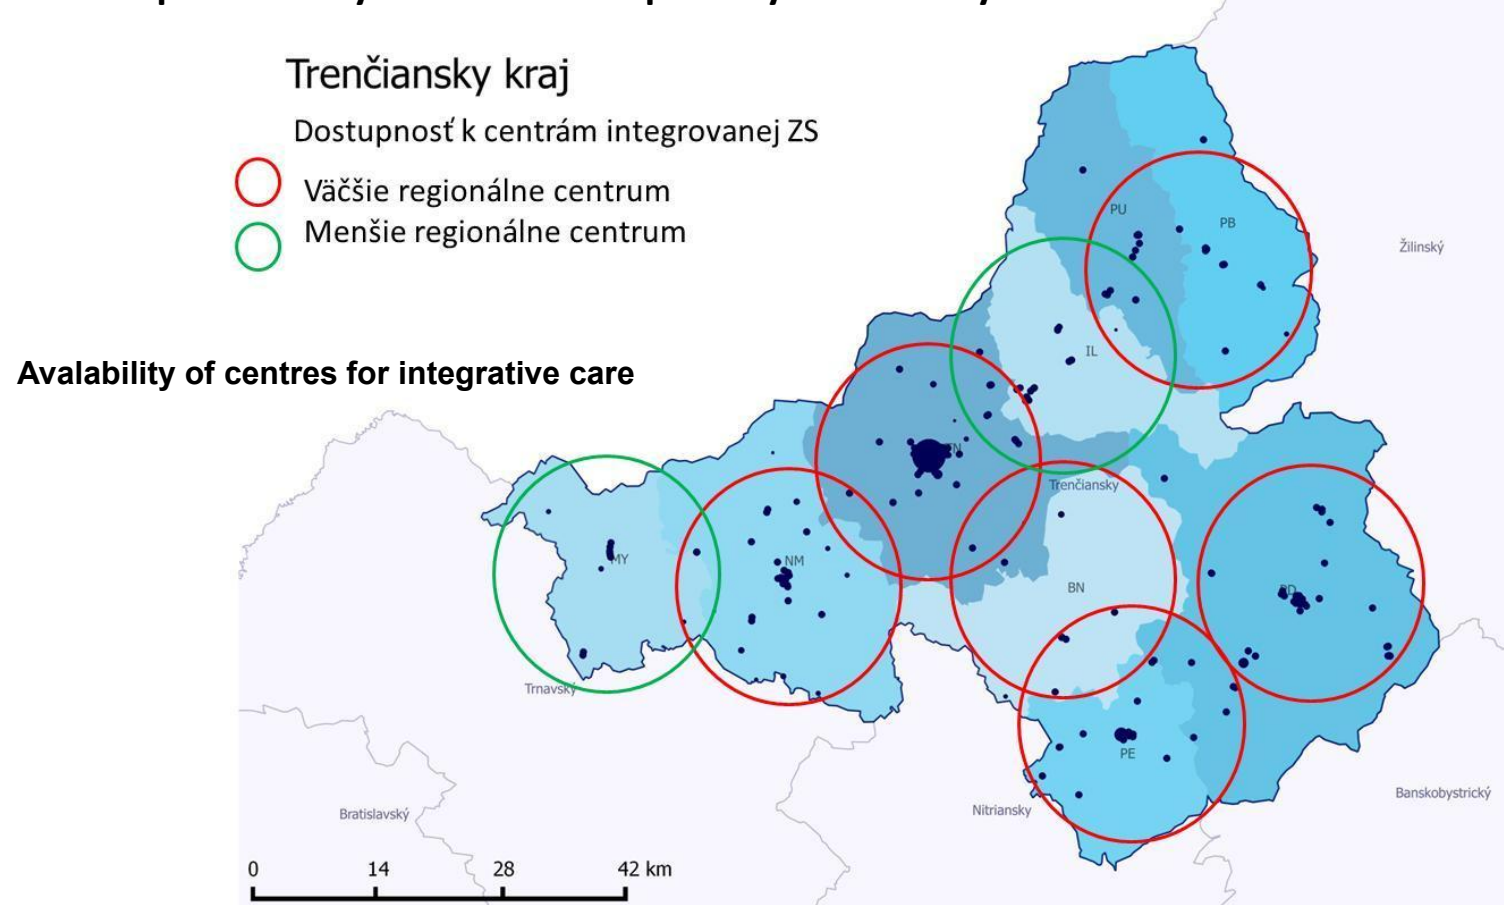 Trenčiansky kraj
Dostupnosť k centrám integrovanej ZS
Väčšie regionálne centrum
Menšie regionálne centrum
Avalability of centres for integrative care
PU
PB
Žilinský
IL
Trenčiansky
MY
NM
BN
Trnavský
PE
Nitriansky
Banskobystrický
Bratislavský
0 14 28 42 km